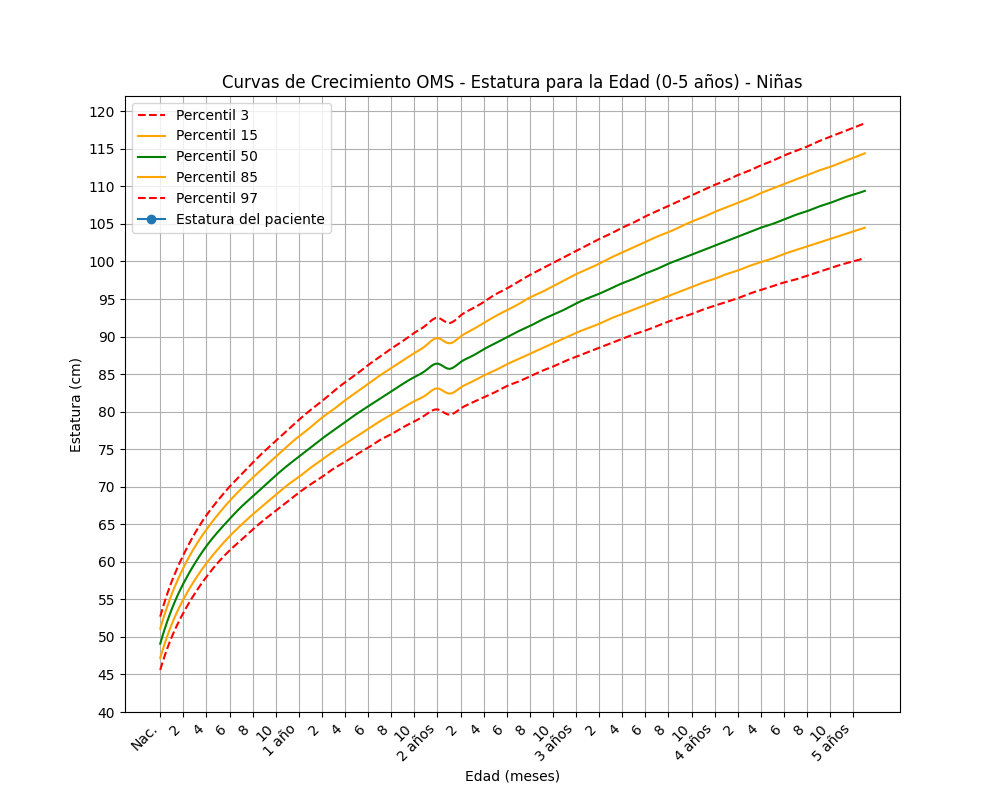 Curvas de Crecimiento OMS - Estatura para la Edad (0-5 años) - Niñas
Percentil 3
Percentil 15
Percentil 50
Percentil 85
Percentil 97
Estatura del paciente
120
115
110
105
100
95
90
85
80
75
70
65
60
55
50
45
40
Estatura (cm)
Nac. 2 4 6 8 10 1 año 2 4 6 8 10 2 años 2 4 6 8 10 3 años 2 4 6 8 10 4 años 2 4 6 8 10 5 años
Edad (meses)